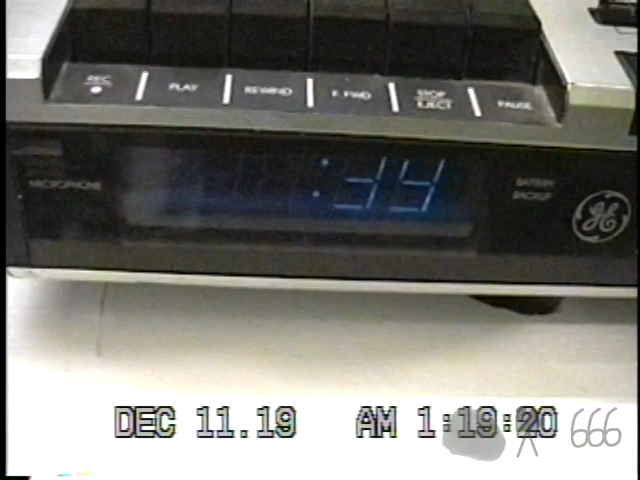 REC PLAY REWIND F. FWD STOP EJECT PAUSE
MICROPHONE :39 BATTERY BACKUP GE
DEC 11.19 AM 1:19:20 666